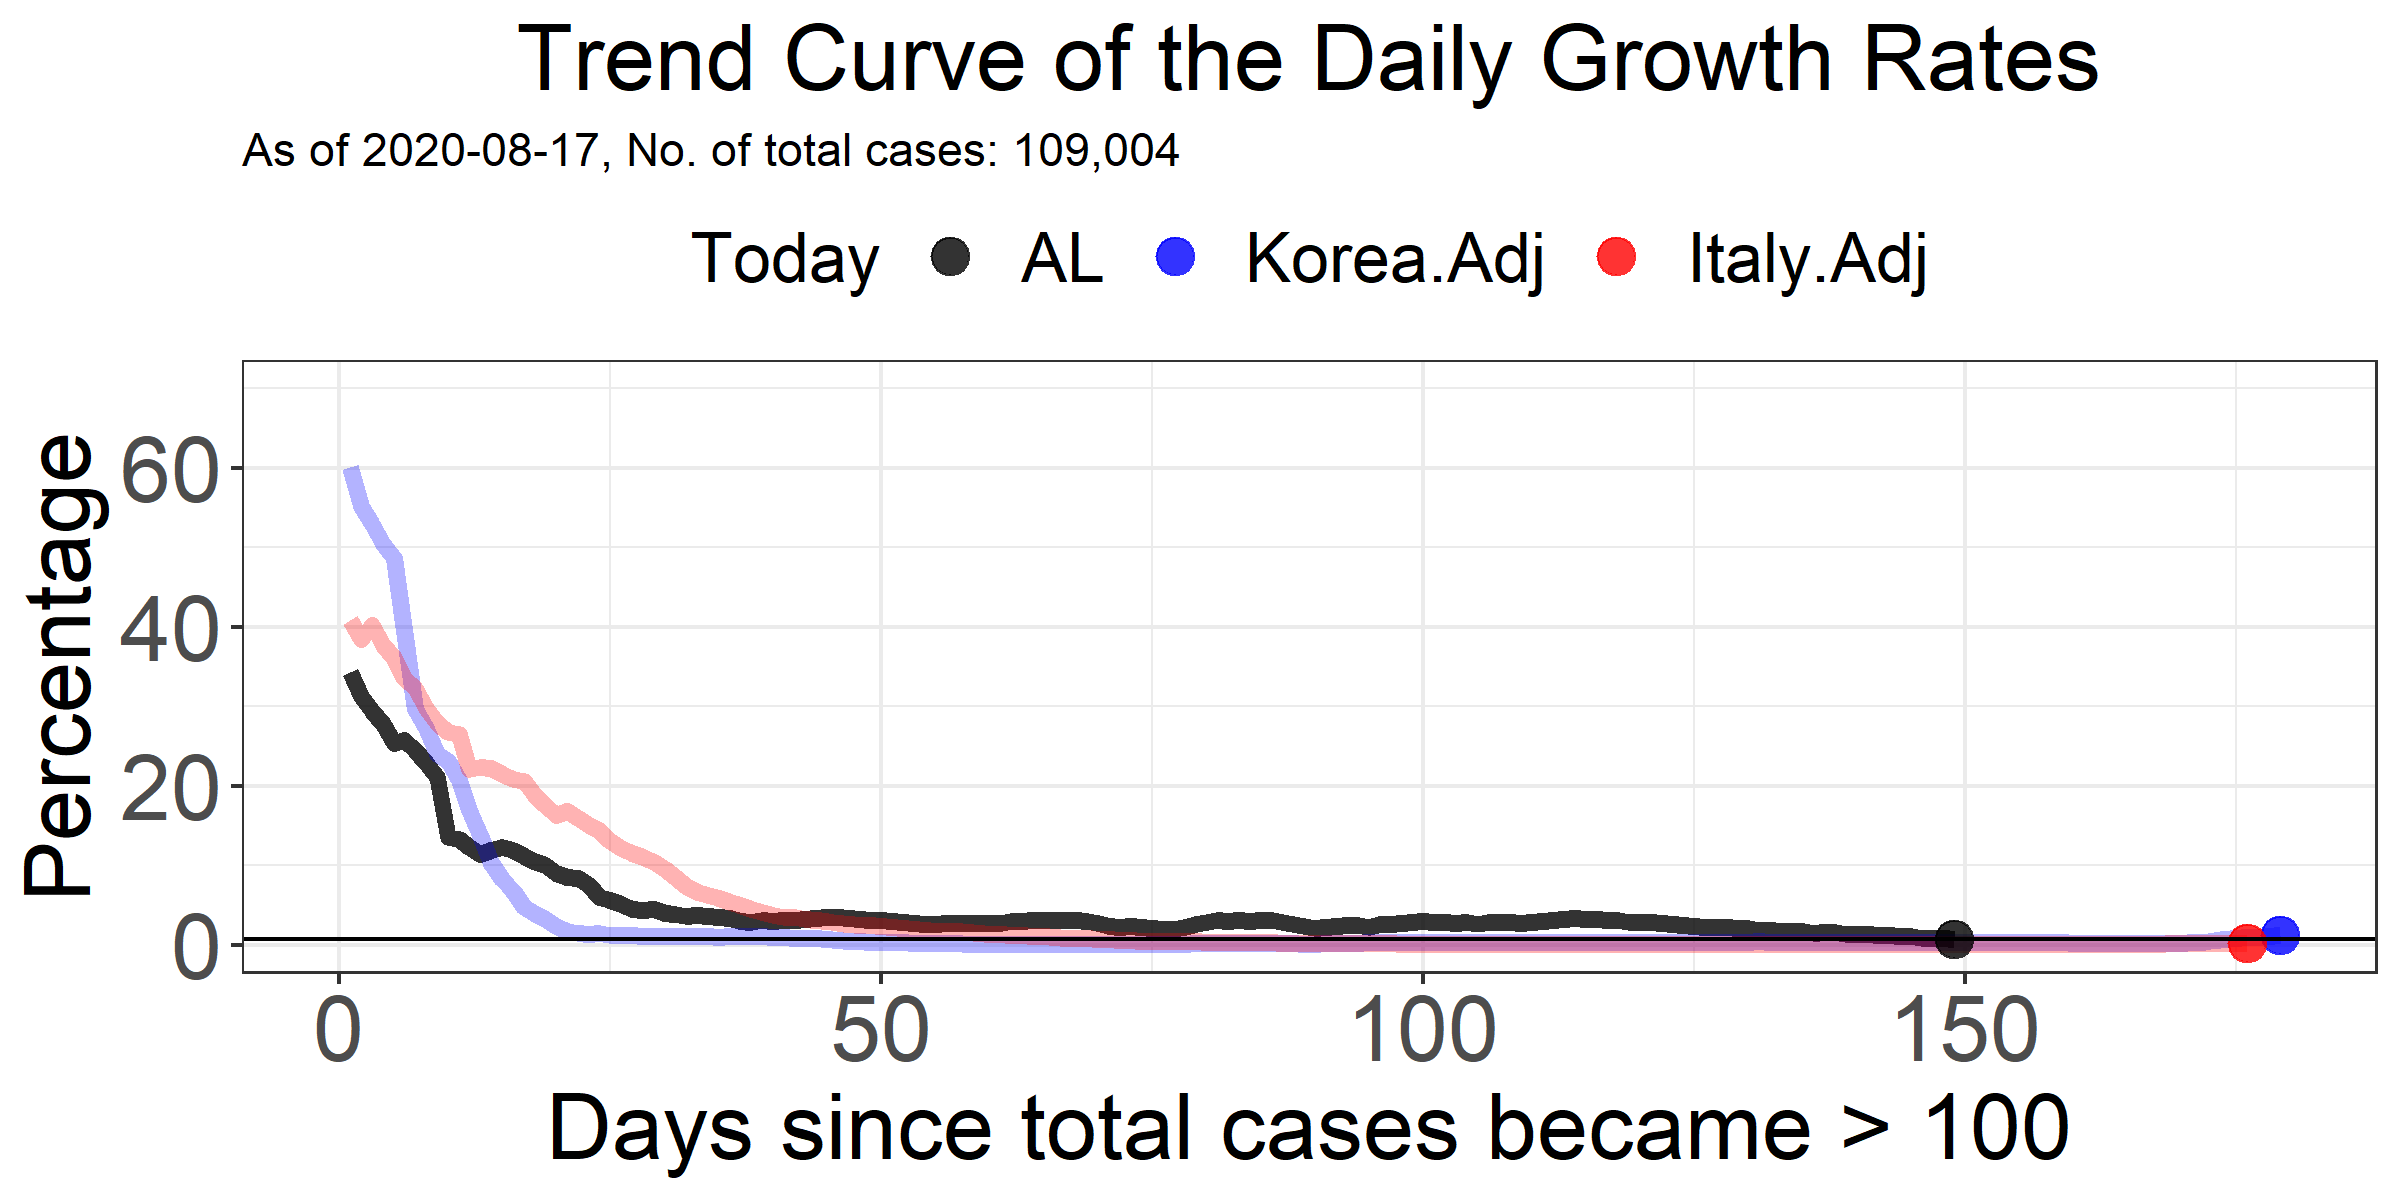 Trend Curve of the Daily Growth Rates
As of 2020-08-17, No. of total cases: 109,004
Today AL Korea.Adj Italy.Adj
Percentage
60
40
20
0
0 50 100 150
Days since total cases became > 100